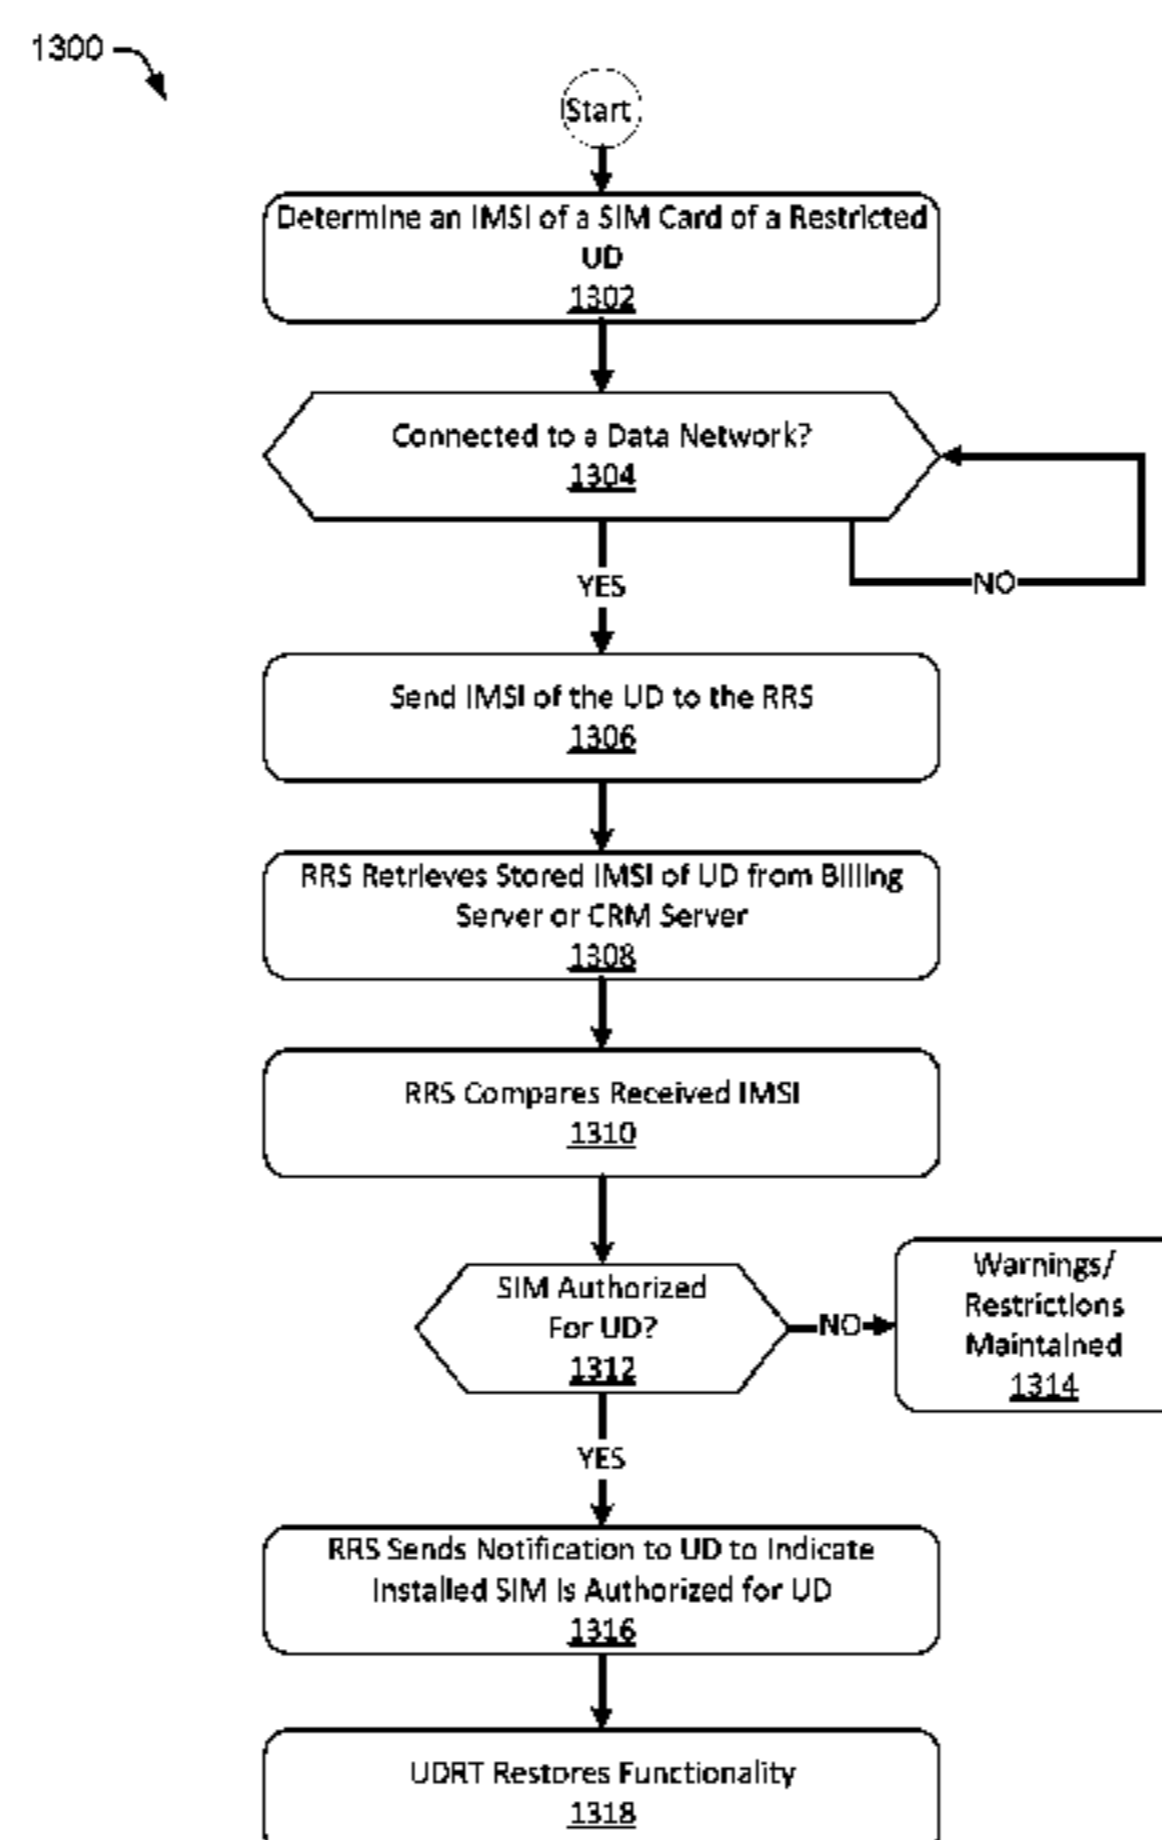 1300
Start
Determine an IMSI of a SIM Card of a Restricted
UD
1302
Connected to a Data Network?
1304
NO
YES
Send IMSI of the UD to the RRS
1306
RRS Retrieves Stored IMSI of UD from Billing
Server or CRM Server
1308
RRS Compares Received IMSI
1310
SIM Authorized
For UD?
1312
NO
Warnings/
Restrictions
Maintained
1314
YES
RRS Sends Notification to UD to Indicate
Installed SIM Is Authorized for UD
1316
UDRT Restores Functionality
1318